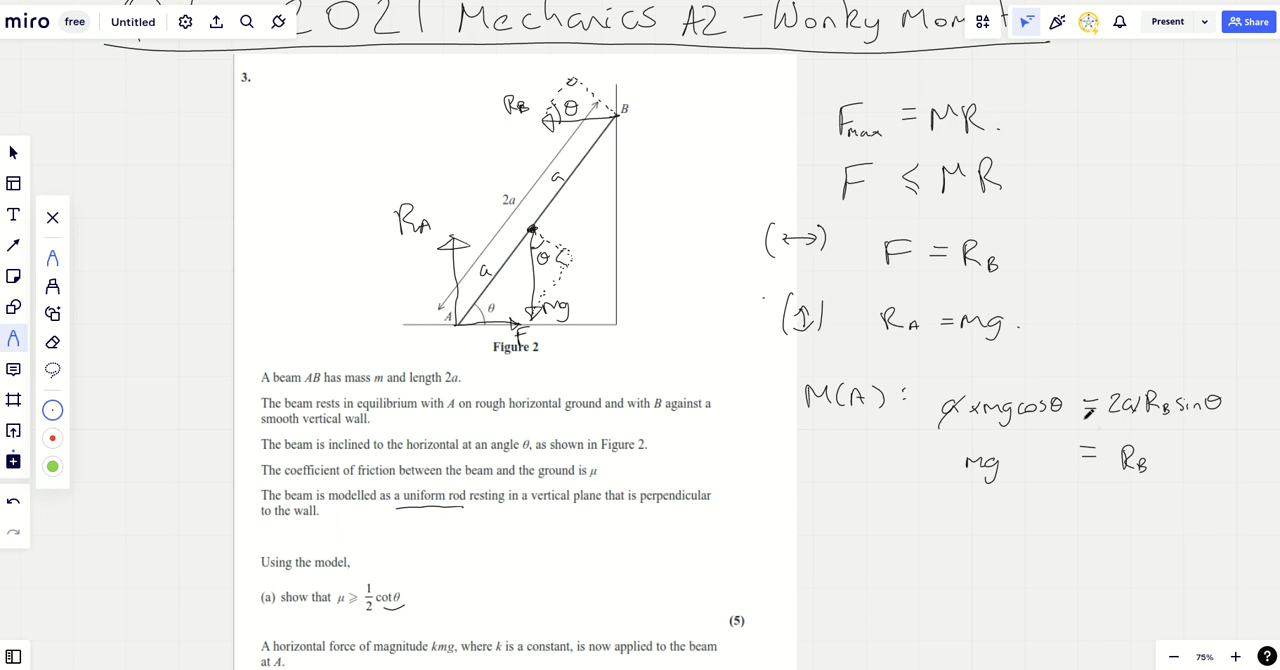 miro free Untitled Present Share
2021 Mechanics A2 - Wonky Mom
3.
R_B θ B
a
2a
R_A
θ
a
mg
A θ
F
Figure 2
A beam AB has mass m and length 2a.
The beam rests in equilibrium with A on rough horizontal ground and with B against a
smooth vertical wall.
The beam is inclined to the horizontal at an angle θ, as shown in Figure 2.
The coefficient of friction between the beam and the ground is μ
The beam is modelled as a uniform rod resting in a vertical plane that is perpendicular
to the wall.
Using the model,
(a) show that μ ⩾ 1/2 cot θ
(5)
A horizontal force of magnitude kmg, where k is a constant, is now applied to the beam
at A.
F_max = μR.
F ≤ μR
(↔) F = R_B
(↕) R_A = mg.
M(A): a × mg cosθ = 2a R_B sinθ
mg = R_B
75%